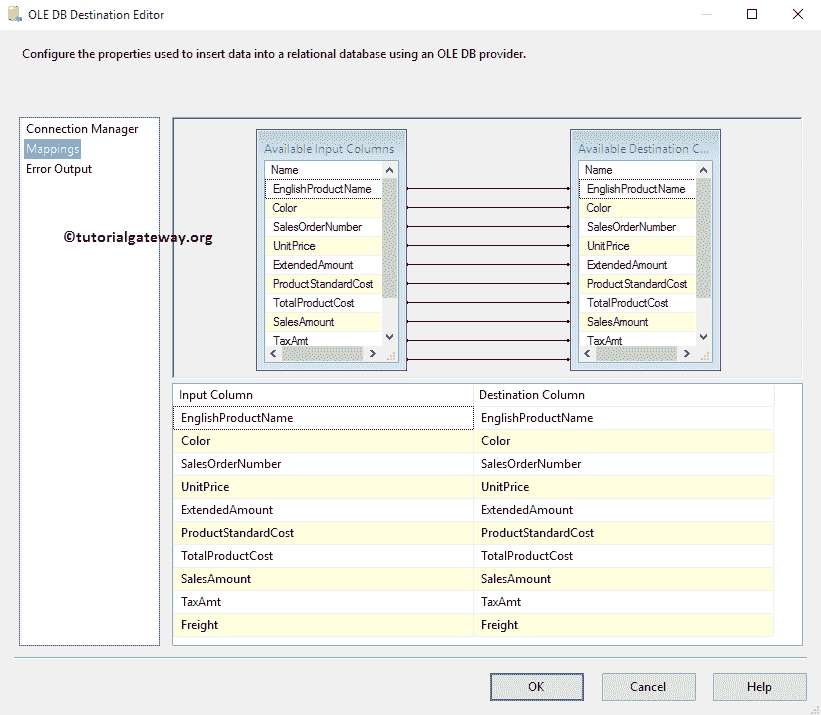 OLE DB Destination Editor
Configure the properties used to insert data into a relational database using an OLE DB provider.
Connection Manager
Mappings
Error Output
©tutorialgateway.org
Available Input Columns
Name
EnglishProductName
Color
SalesOrderNumber
UnitPrice
ExtendedAmount
ProductStandardCost
TotalProductCost
SalesAmount
TaxAmt
Available Destination C...
Name
EnglishProductName
Color
SalesOrderNumber
UnitPrice
ExtendedAmount
ProductStandardCost
TotalProductCost
SalesAmount
TaxAmt
Input Column Destination Column
EnglishProductName EnglishProductName
Color Color
SalesOrderNumber SalesOrderNumber
UnitPrice UnitPrice
ExtendedAmount ExtendedAmount
ProductStandardCost ProductStandardCost
TotalProductCost TotalProductCost
SalesAmount SalesAmount
TaxAmt TaxAmt
Freight Freight
OK Cancel Help